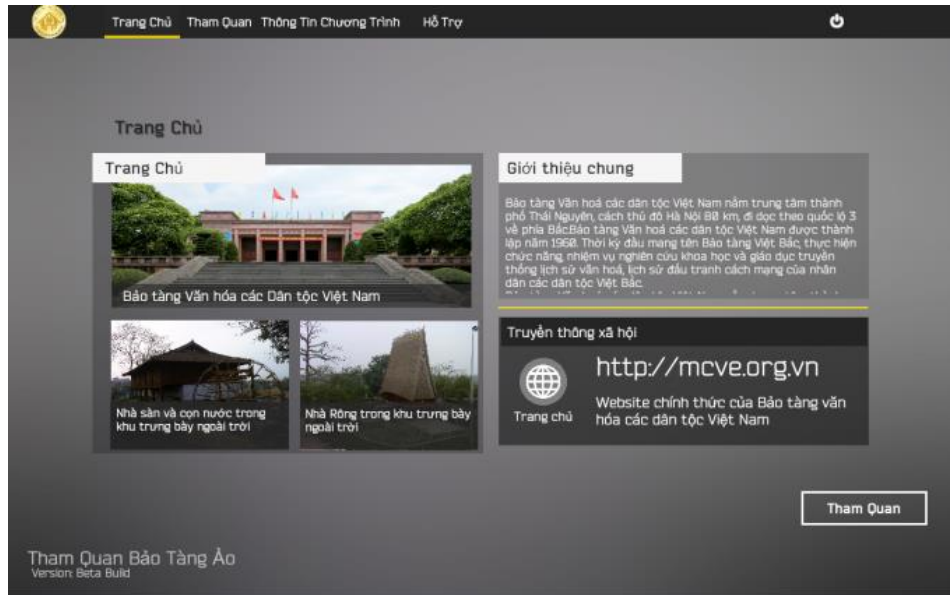 Trang Chủ Tham Quan Thông Tin Chương Trình Hỗ Trợ
Trang Chủ
Trang Chủ
Bảo tàng Văn hóa các Dân tộc Việt Nam
Nhà sàn và cọn nước trong
khu trưng bày ngoài trời
Nhà Rông trong khu trưng bày
ngoài trời
Giới thiệu chung
Bảo tàng Văn hoá các dân tộc Việt Nam nằm trung tâm thành
phố Thái Nguyên, cách thủ đô Hà Nội 80 km, đi dọc theo quốc lộ 3
về phía Bắc.Bảo tàng Văn hoá các dân tộc Việt Nam được thành
lập năm 1960. Thời kỳ đầu mang tên Bảo tàng Việt Bắc, thực hiện
chức năng, nhiệm vụ nghiên cứu khoa học và giáo dục truyền
thống lịch sử văn hoá, lịch sử đấu tranh cách mạng của nhân
dân các dân tộc Việt Bắc.
Truyền thông xã hội
http://mcve.org.vn
Trang chủ
Website chính thức của Bảo tàng văn
hóa các dân tộc Việt Nam
Tham Quan
Tham Quan Bảo Tàng Ảo
Version: Beta Build